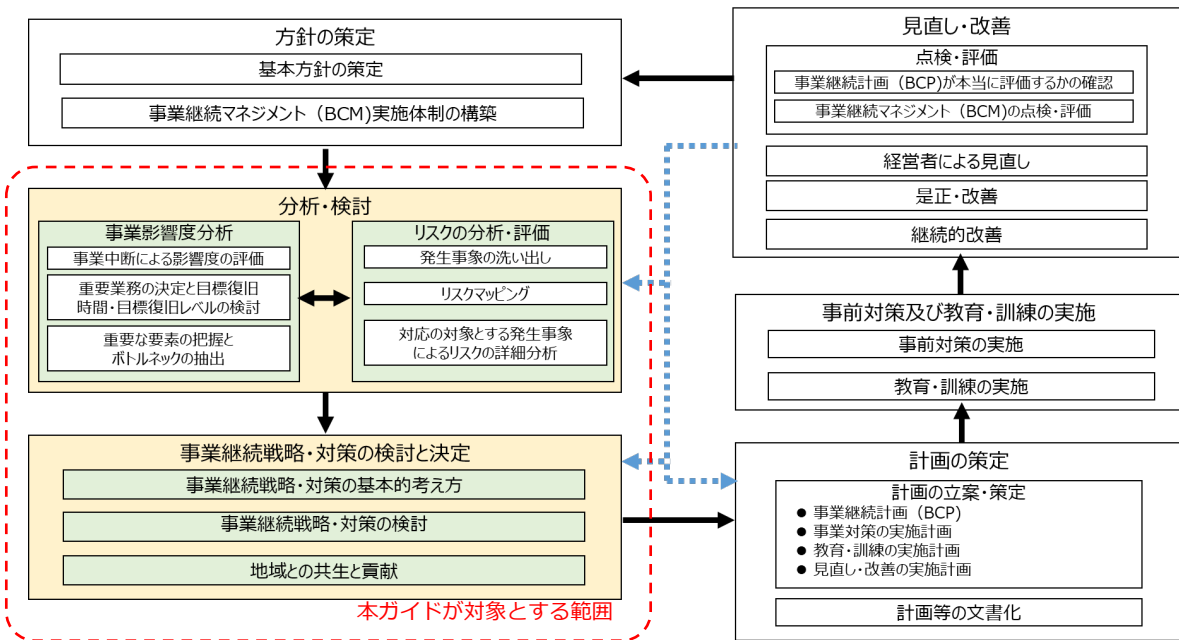 方針の策定
基本方針の策定
事業継続マネジメント（BCM)実施体制の構築
分析・検討
事業影響度分析
事業中断による影響度の評価
重要業務の決定と目標復旧
時間・目標復旧レベルの検討
重要な要素の把握と
ボトルネックの抽出
リスクの分析・評価
発生事象の洗い出し
リスクマッピング
対応の対象とする発生事象
によるリスクの詳細分析
事業継続戦略・対策の検討と決定
事業継続戦略・対策の基本的考え方
事業継続戦略・対策の検討
地域との共生と貢献
本ガイドが対象とする範囲
見直し・改善
点検・評価
事業継続計画（BCP)が本当に評価するかの確認
事業継続マネジメント（BCM)の点検・評価
経営者による見直し
是正・改善
継続的改善
事前対策及び教育・訓練の実施
事前対策の実施
教育・訓練の実施
計画の策定
計画の立案・策定
● 事業継続計画（BCP)
● 事業対策の実施計画
● 教育・訓練の実施計画
● 見直し・改善の実施計画
計画等の文書化